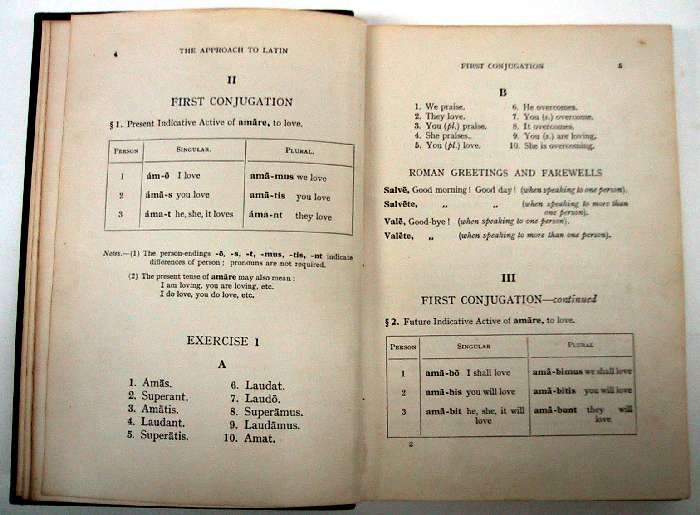 4 THE APPROACH TO LATIN
II
FIRST CONJUGATION
§ 1. Present Indicative Active of amāre, to love.
PERSON SINGULAR. PLURAL.
1 ám-ō I love amā-mus we love
2 amā-s you love amā-tis you love
3 áma-t he, she, it loves áma-nt they love
NOTES.—(1) The person-endings -ō, -s, -t, -mus, -tis, -nt indicate
differences of person; pronouns are not required.
(2) The present tense of amāre may also mean:
I am loving, you are loving, etc.
I do love, you do love, etc.
EXERCISE 1
A
1. Amās.
2. Superant.
3. Amātis.
4. Laudant.
5. Superātis.
6. Laudat.
7. Laudō.
8. Superāmus.
9. Laudāmus.
10. Amat.
FIRST CONJUGATION 5
B
1. We praise.
2. They love.
3. You (pl.) praise.
4. She praises.
5. You (pl.) love.
6. He overcomes.
7. You (s.) overcome.
8. It overcomes.
9. You (s.) are loving.
10. She is overcoming.
ROMAN GREETINGS AND FAREWELLS
Salvē, Good morning! Good day! (when speaking to one person).
Salvēte, „ „ (when speaking to more than
one person).
Valē, Good-bye! (when speaking to one person).
Valēte, „ (when speaking to more than one person).
III
FIRST CONJUGATION—continued
§ 2. Future Indicative Active of amāre, to love.
PERSON SINGULAR PLURAL
1 amā-bō I shall love amā-bimus we shall love
2 amā-bis you will love amā-bitis you will love
3 amā-bit he, she, it will amā-bunt they will
love love
2